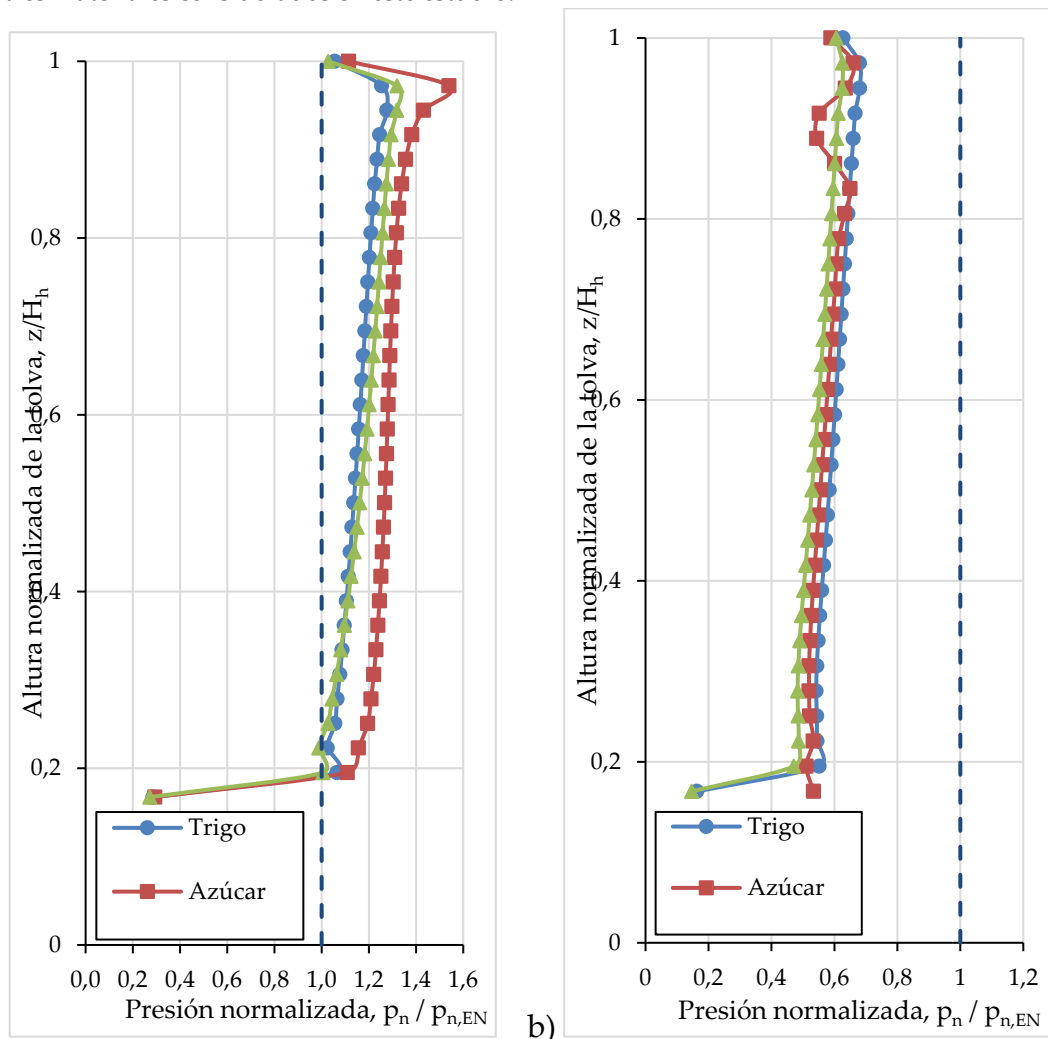 1
0,8
0,6
0,4
0,2
0
Altura normalizada de la tolva, z/Hh
Trigo
Azúcar
0,0 0,2 0,4 0,6 0,8 1,0 1,2 1,4 1,6
Presión normalizada, pn / pn,EN
b)
1
0,8
0,6
0,4
0,2
0
Altura normalizada de la tolva, z/Hh
Trigo
Azúcar
0 0,2 0,4 0,6 0,8 1 1,2
Presión normalizada, pn / pn,EN